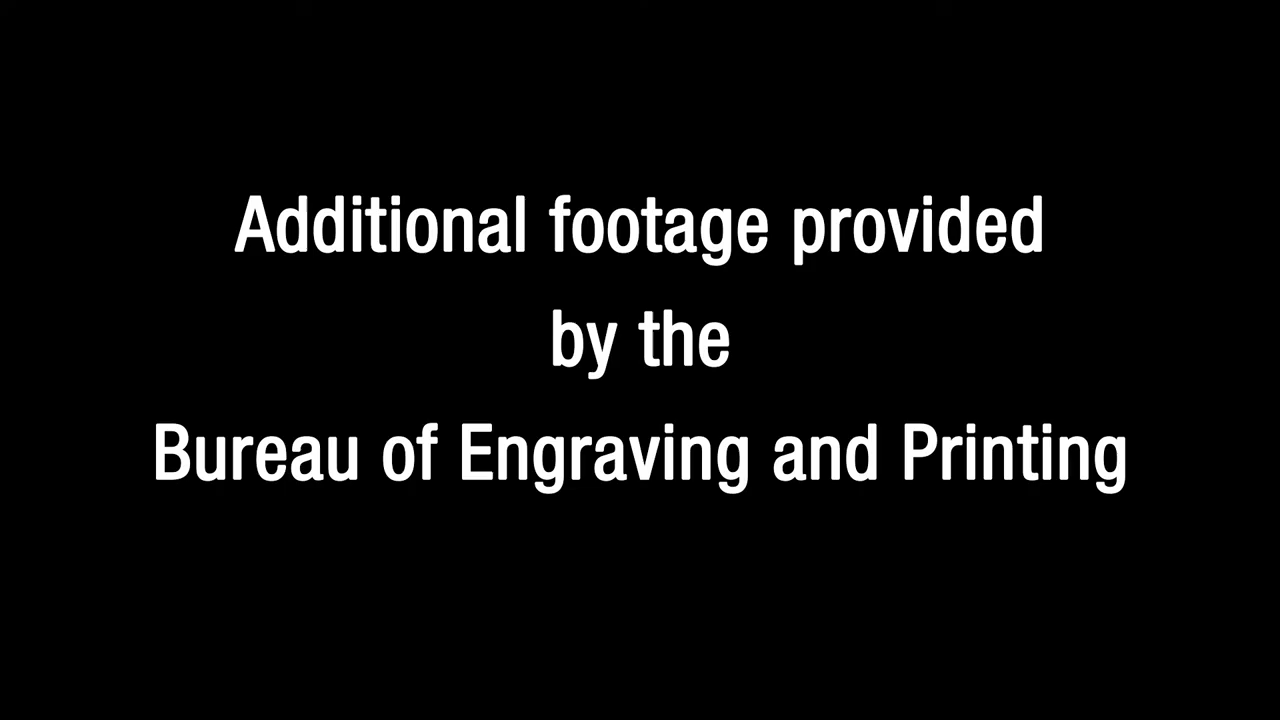 Additional footage provided
by the
Bureau of Engraving and Printing